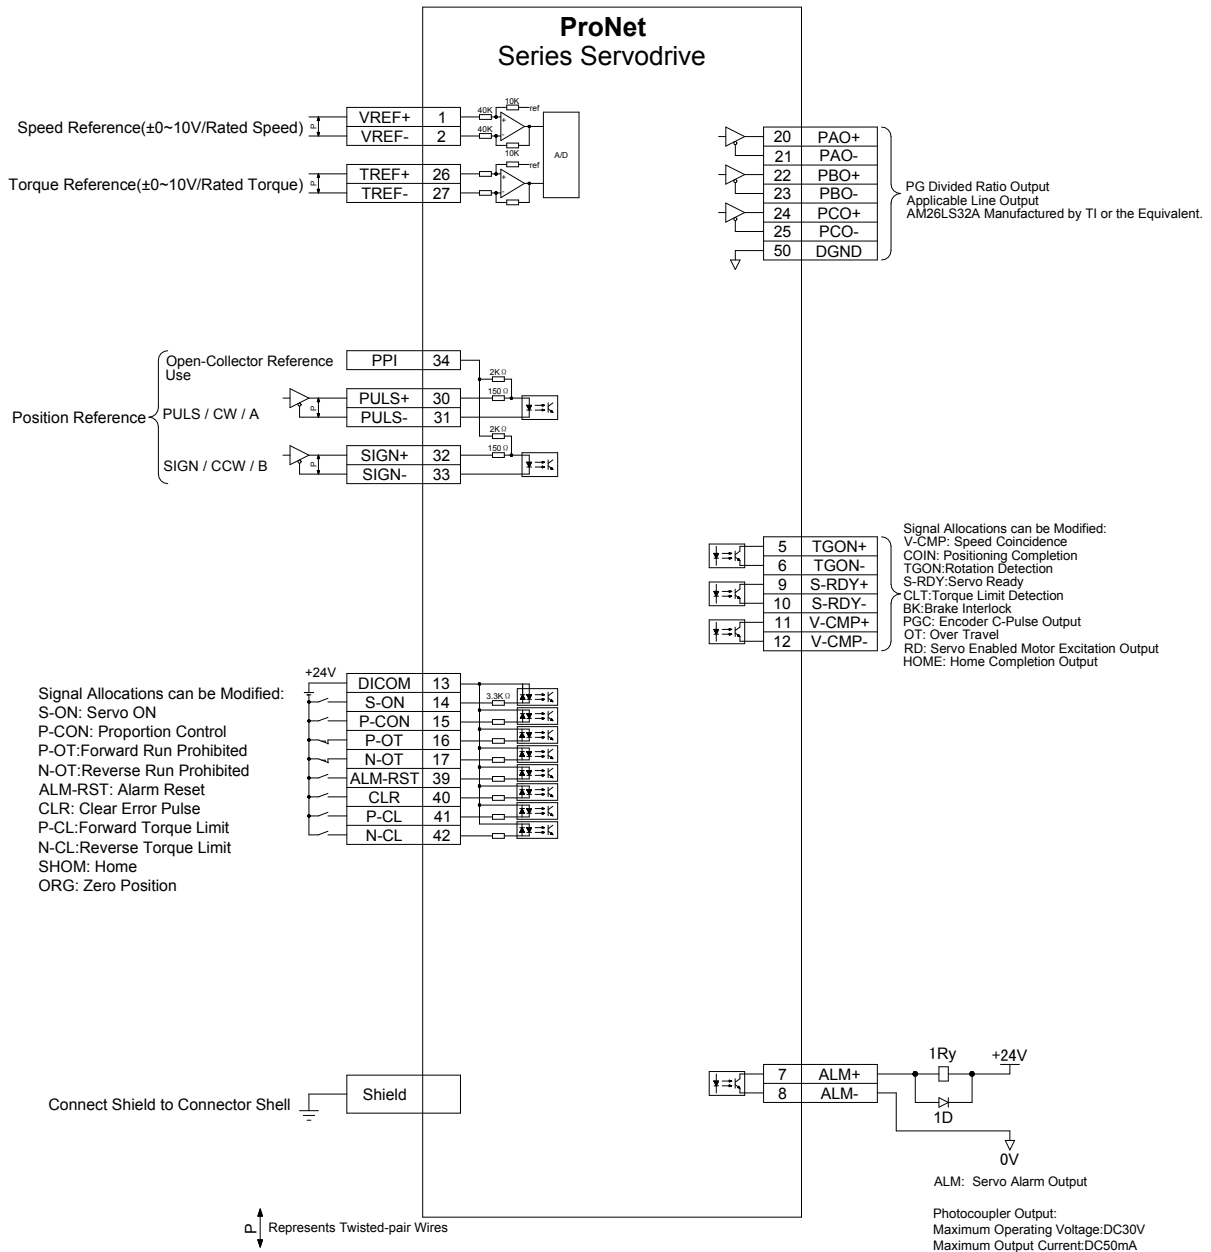 ProNet
Series Servodrive
Speed Reference(±0~10V/Rated Speed)
P
VREF+ 1
VREF- 2
40K
40K
10K
ref
10K
A/D
Torque Reference(±0~10V/Rated Torque)
P
TREF+ 26
TREF- 27
ref
20 PAO+
21 PAO-
22 PBO+
23 PBO-
24 PCO+
25 PCO-
50 DGND
PG Divided Ratio Output
Applicable Line Output
AM26LS32A Manufactured by TI or the Equivalent.
Position Reference
Open-Collector Reference
Use
PPI 34
2KΩ
150Ω
PULS / CW / A
P
PULS+ 30
PULS- 31
2KΩ
150Ω
SIGN / CCW / B
P
SIGN+ 32
SIGN- 33
5 TGON+
6 TGON-
9 S-RDY+
10 S-RDY-
11 V-CMP+
12 V-CMP-
Signal Allocations can be Modified:
V-CMP: Speed Coincidence
COIN: Positioning Completion
TGON:Rotation Detection
S-RDY:Servo Ready
CLT:Torque Limit Detection
BK:Brake Interlock
PGC: Encoder C-Pulse Output
OT: Over Travel
RD: Servo Enabled Motor Excitation Output
HOME: Home Completion Output
Signal Allocations can be Modified:
S-ON: Servo ON
P-CON: Proportion Control
P-OT:Forward Run Prohibited
N-OT:Reverse Run Prohibited
ALM-RST: Alarm Reset
CLR: Clear Error Pulse
P-CL:Forward Torque Limit
N-CL:Reverse Torque Limit
SHOM: Home
ORG: Zero Position
+24V
DICOM 13
S-ON 14
P-CON 15
P-OT 16
N-OT 17
ALM-RST 39
CLR 40
P-CL 41
N-CL 42
3.3KΩ
Connect Shield to Connector Shell
Shield
7 ALM+
8 ALM-
1Ry
+24V
1D
0V
ALM: Servo Alarm Output
Photocoupler Output:
Maximum Operating Voltage:DC30V
Maximum Output Current:DC50mA
P Represents Twisted-pair Wires